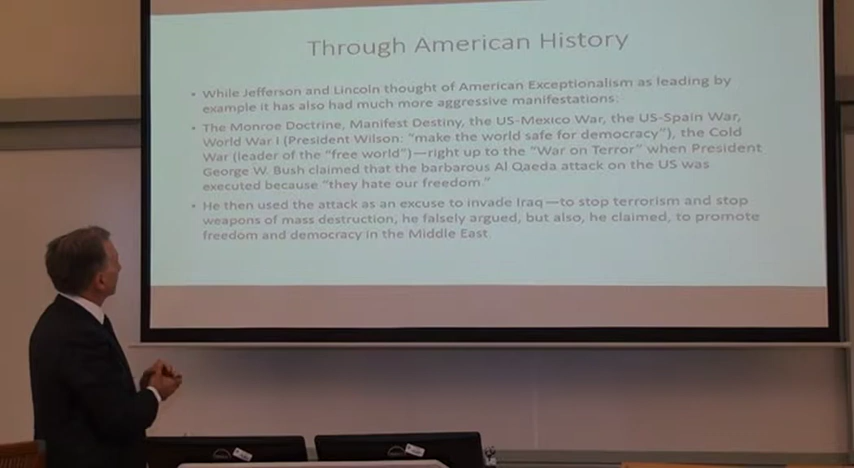 Through American History
• While Jefferson and Lincoln thought of American Exceptionalism as leading by
example it has also had much more aggressive manifestations:
• The Monroe Doctrine, Manifest Destiny, the US-Mexico War, the US-Spain War,
World War I (President Wilson: "make the world safe for democracy"), the Cold
War (leader of the "free world")—right up to the "War on Terror" when President
George W. Bush claimed that the barbarous Al Qaeda attack on the US was
executed because "they hate our freedom."
• He then used the attack as an excuse to invade Iraq—to stop terrorism and stop
weapons of mass destruction, he falsely argued, but also, he claimed, to promote
freedom and democracy in the Middle East